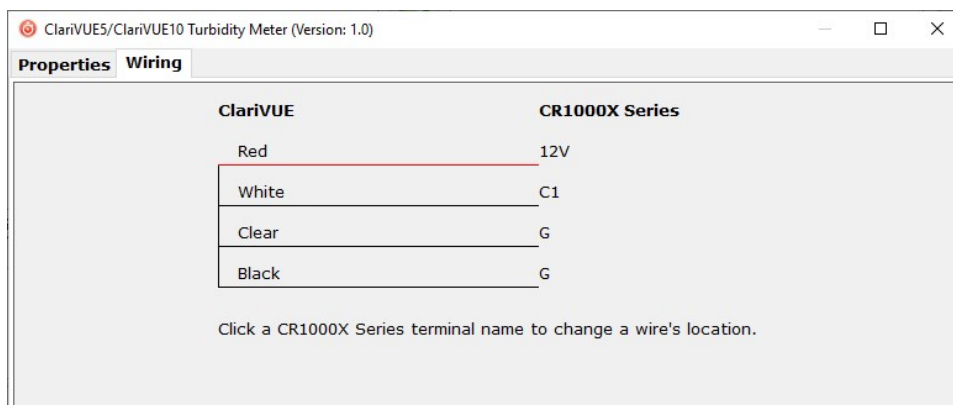 ClariVUE5/ClariVUE10 Turbidity Meter (Version: 1.0)
Properties Wiring
ClariVUE CR1000X Series
Red 12V
White C1
Clear G
Black G
Click a CR1000X Series terminal name to change a wire's location.